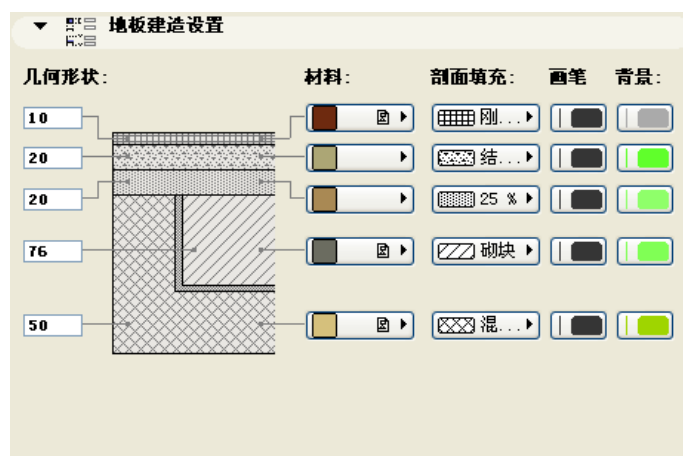 地板建造设置
几何形状: 材料: 剖面填充: 画笔 背景:
10 刚...
20 结...
20 25 %
76 砌块
50 混...